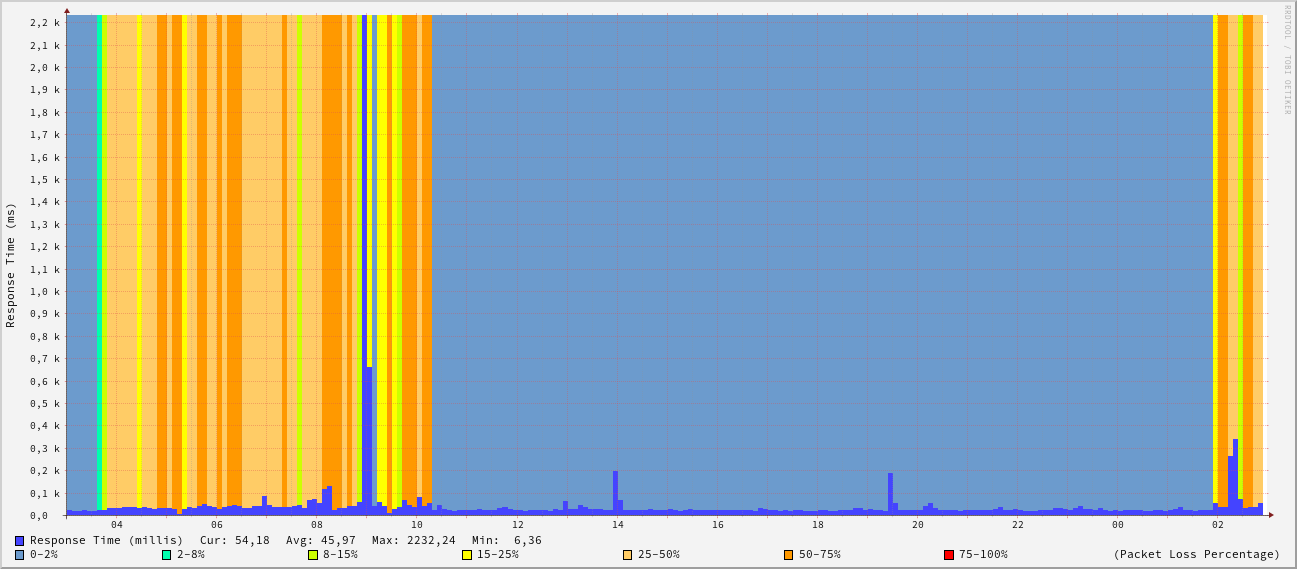 2,2 k
2,1 k
2,0 k
1,9 k
1,8 k
1,7 k
1,6 k
1,5 k
1,4 k
1,3 k
1,2 k
1,1 k
1,0 k
0,9 k
0,8 k
0,7 k
0,6 k
0,5 k
0,4 k
0,3 k
0,2 k
0,1 k
0,0
Response Time (ms)
RRDTOOL / TOBI OETIKER
04 06 08 10 12 14 16 18 20 22 00 02
Response Time (millis) Cur: 54,18 Avg: 45,97 Max: 2232,24 Min: 6,36
0-2% 2-8% 8-15% 15-25% 25-50% 50-75% 75-100% (Packet Loss Percentage)